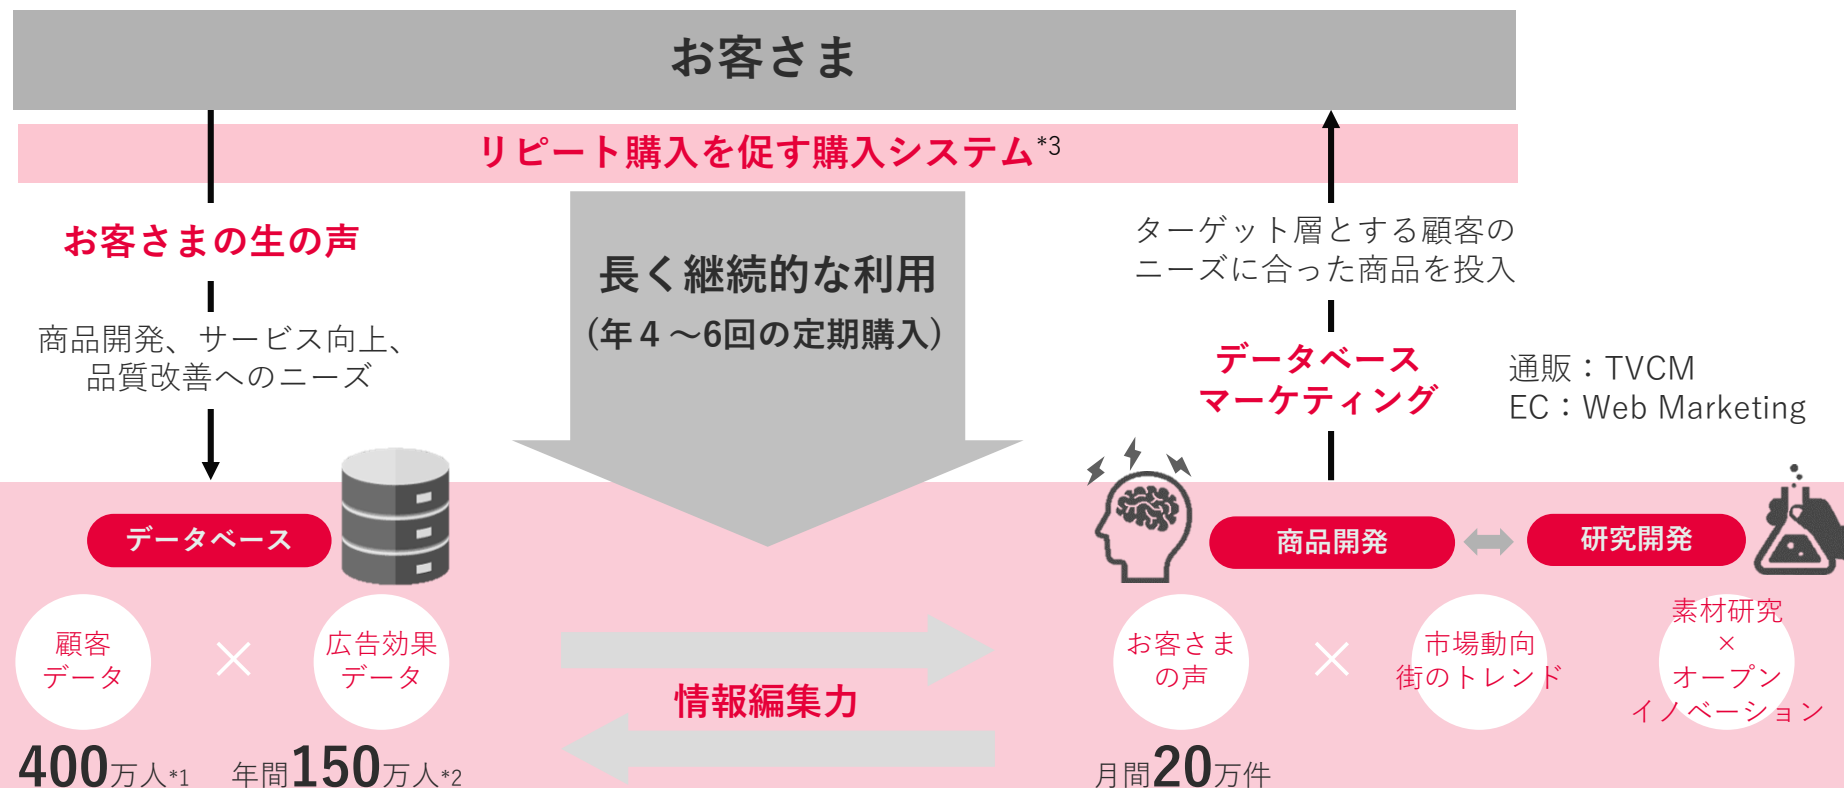 お客さま
リピート購入を促す購入システム*3
お客さまの生の声
商品開発、サービス向上、
品質改善へのニーズ
長く継続的な利用
(年４～6回の定期購入)
ターゲット層とする顧客の
ニーズに合った商品を投入
データベース
マーケティング
通販：TVCM
EC：Web Marketing
データベース
商品開発
研究開発
顧客
データ
×
広告効果
データ
400万人*1
年間150万人*2
情報編集力
お客さま
の声
×
市場動向
街のトレンド
月間20万件
素材研究
×
オープン
イノベーション